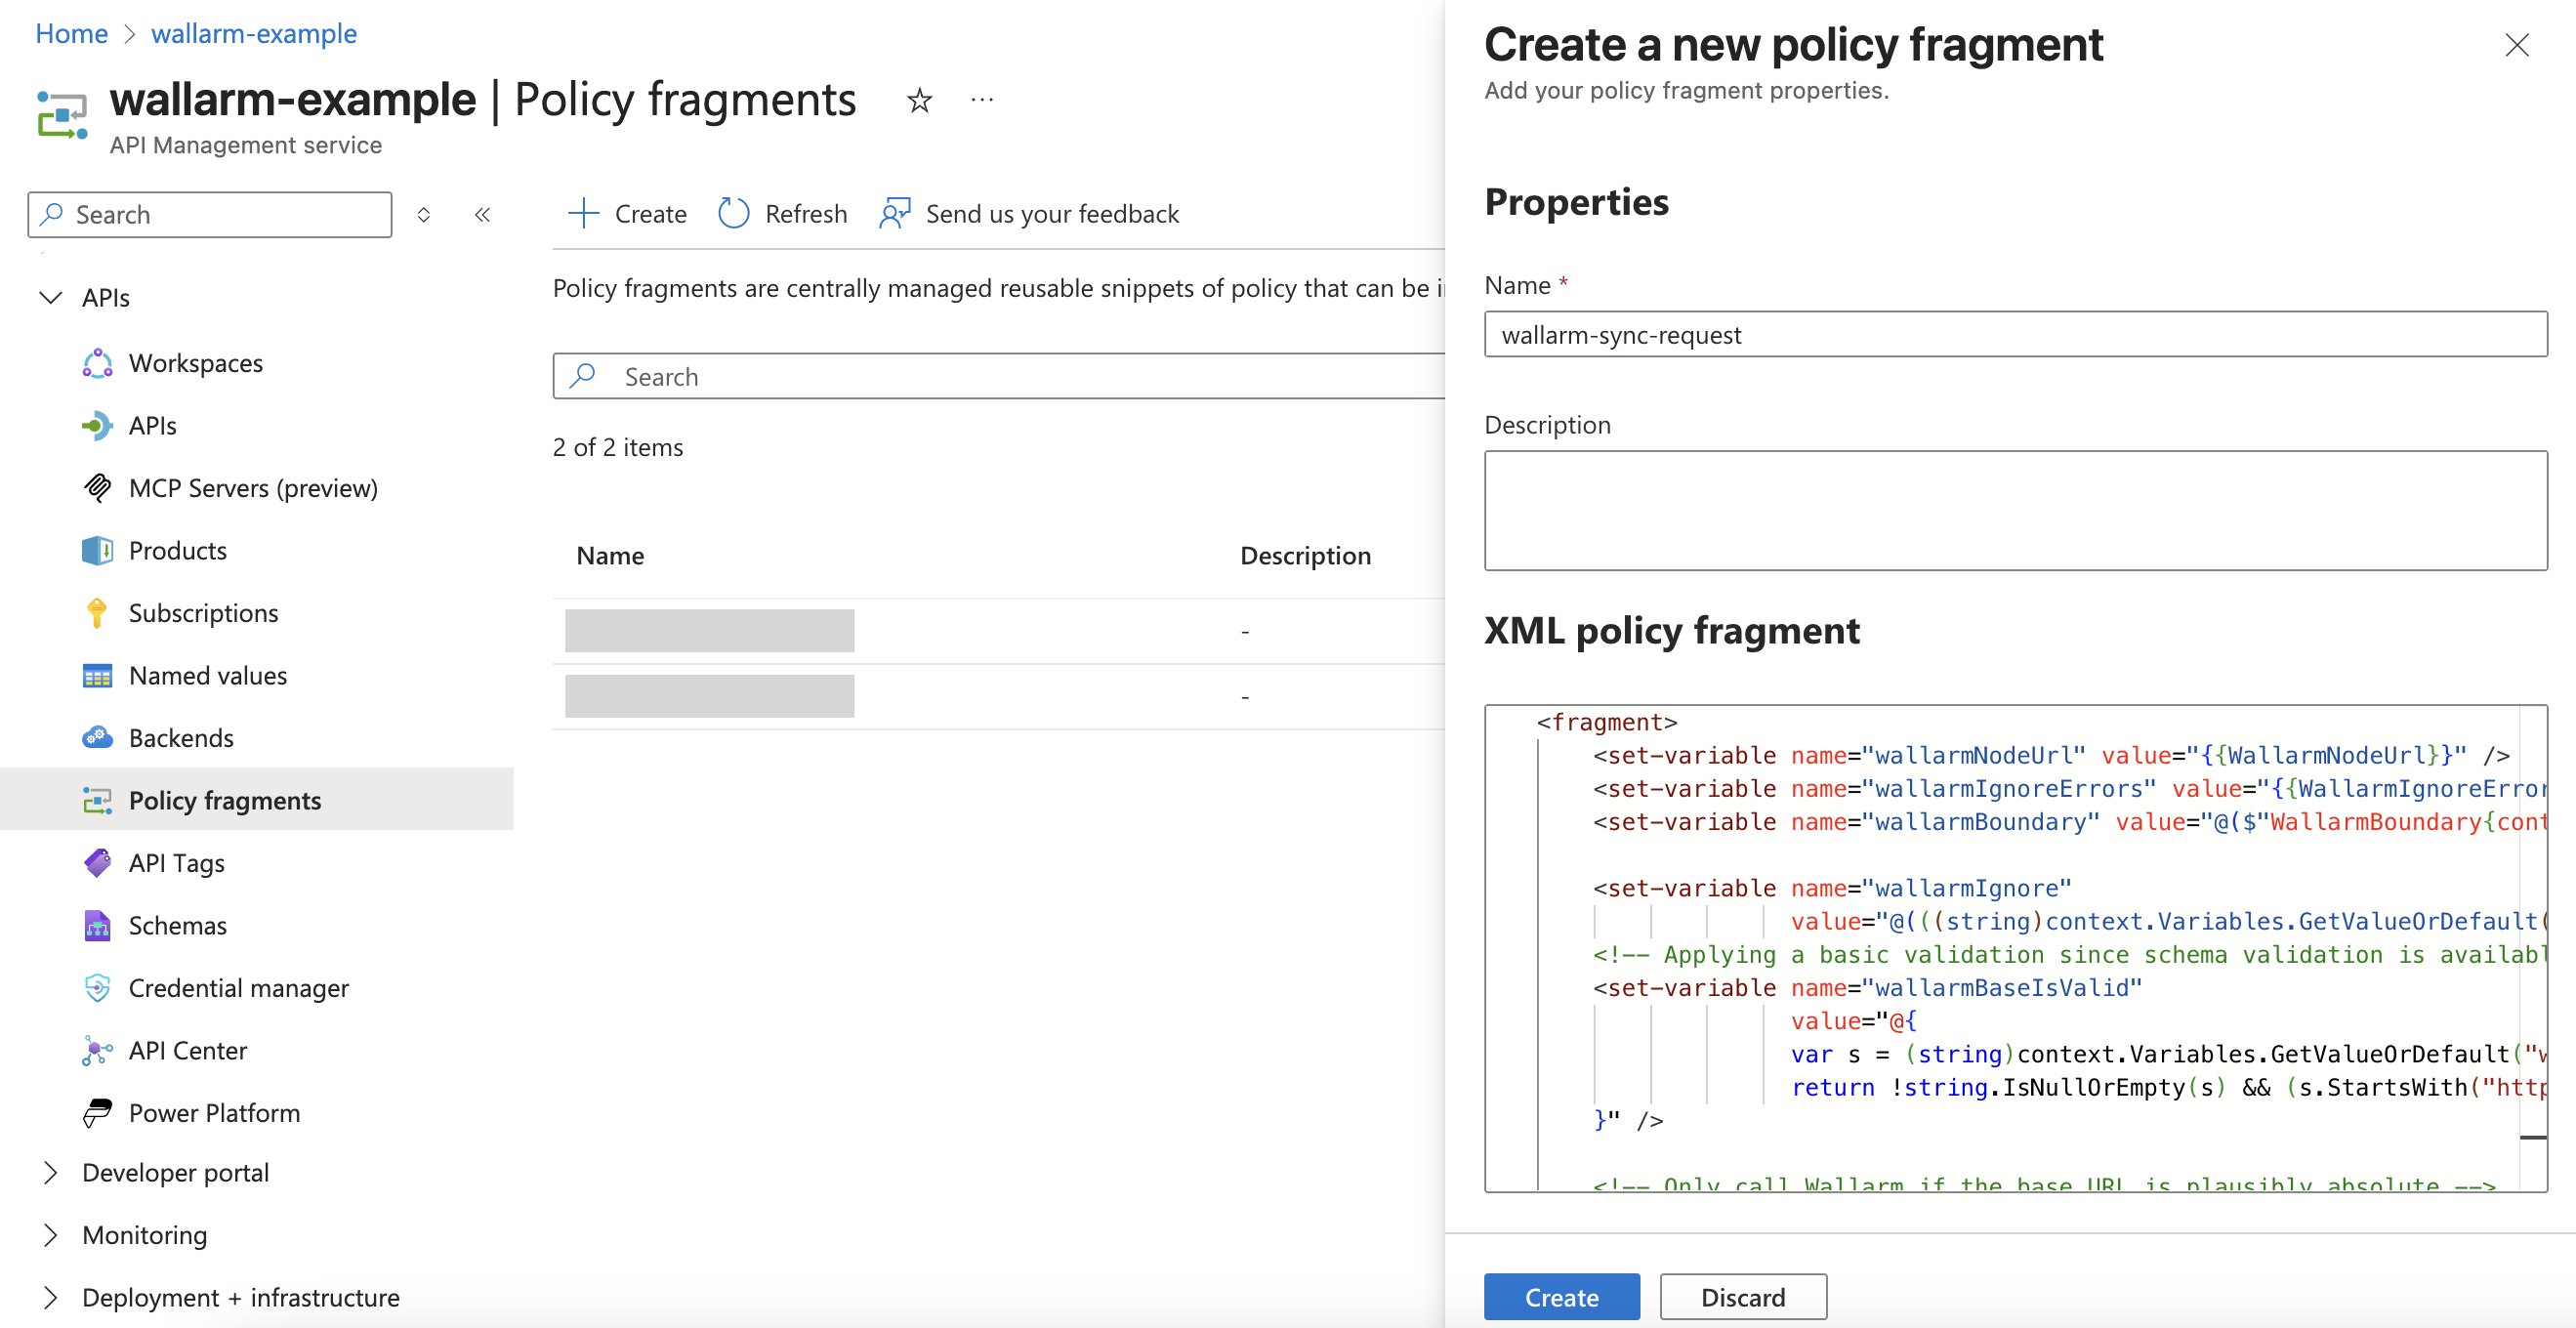 Home > wallarm-example
wallarm-example | Policy fragments
API Management service
Search
APIs
Workspaces
APIs
MCP Servers (preview)
Products
Subscriptions
Named values
Backends
Policy fragments
API Tags
Schemas
Credential manager
API Center
Power Platform
Developer portal
Monitoring
Deployment + infrastructure
Create
Refresh
Send us your feedback
Policy fragments are centrally managed reusable snippets of policy that can be
Search
2 of 2 items
Name Description
-
-
Create a new policy fragment
Add your policy fragment properties.
Properties
Name *
wallarm-sync-request
Description
XML policy fragment
<fragment>
<set-variable name="wallarmNodeUrl" value="{{WallarmNodeUrl}}" />
<set-variable name="wallarmIgnoreErrors" value="{{WallarmIgnoreError
<set-variable name="wallarmBoundary" value="@($"WallarmBoundary{cont
<set-variable name="wallarmIgnore"
value="@(((string)context.Variables.GetValueOrDefault(
<!-- Applying a basic validation since schema validation is availabl
<set-variable name="wallarmBaseIsValid"
value="@{
var s = (string)context.Variables.GetValueOrDefault("w
return !string.IsNullOrEmpty(s) && (s.StartsWith("http
}" />
<!-- Only call Wallarm if the base URL is plausibly absolute -->
Create
Discard